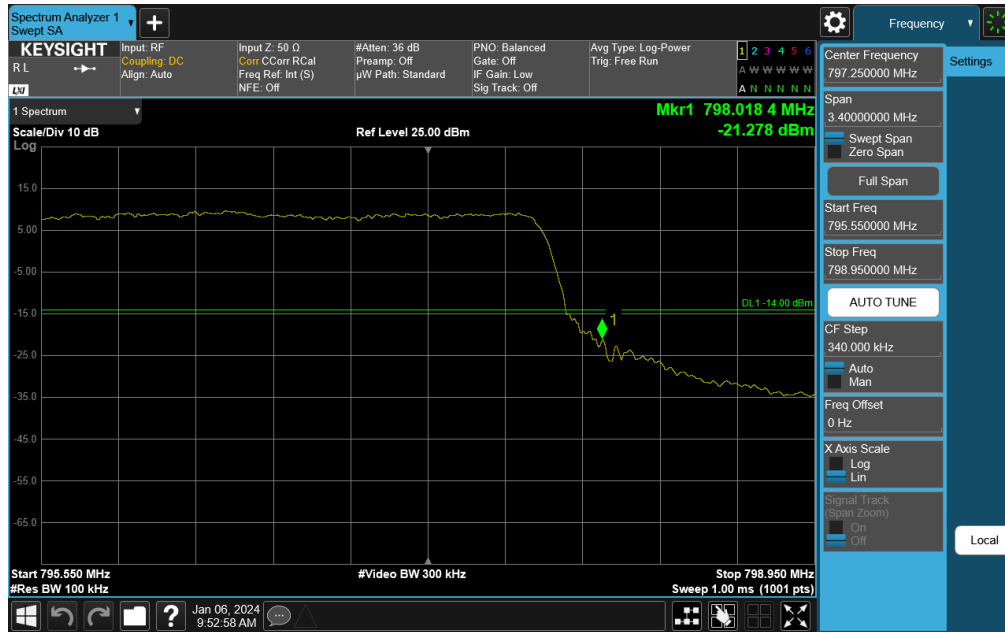 Spectrum Analyzer 1
Swept SA
+
Frequency
KEYSIGHT
R L
LXI
Input: RF
Coupling: DC
Align: Auto
Input Z: 50 Ω
Corr CCorr RCal
Freq Ref: Int (S)
NFE: Off
#Atten: 36 dB
Preamp: Off
µW Path: Standard
PNO: Balanced
Gate: Off
IF Gain: Low
Sig Track: Off
Avg Type: Log-Power
Trig: Free Run
1 2 3 4 5 6
A W W W W W
A N N N N N
1 Spectrum
Scale/Div 10 dB
Log
Ref Level 25.00 dBm
Mkr1 798.018 4 MHz
-21.278 dBm
15.0
5.00
-5.00
-15.0
-25.0
-35.0
-45.0
-55.0
-65.0
DL1 -14.00 dBm
1
Start 795.550 MHz
#Res BW 100 kHz
#Video BW 300 kHz
Stop 798.950 MHz
Sweep 1.00 ms (1001 pts)
Center Frequency
797.250000 MHz
Span
3.40000000 MHz
Swept Span
Zero Span
Full Span
Start Freq
795.550000 MHz
Stop Freq
798.950000 MHz
AUTO TUNE
CF Step
340.000 kHz
Auto
Man
Freq Offset
0 Hz
X Axis Scale
Log
Lin
Signal Track
(Span Zoom)
On
Off
Settings
Local
?
Jan 06, 2024
9:52:58 AM